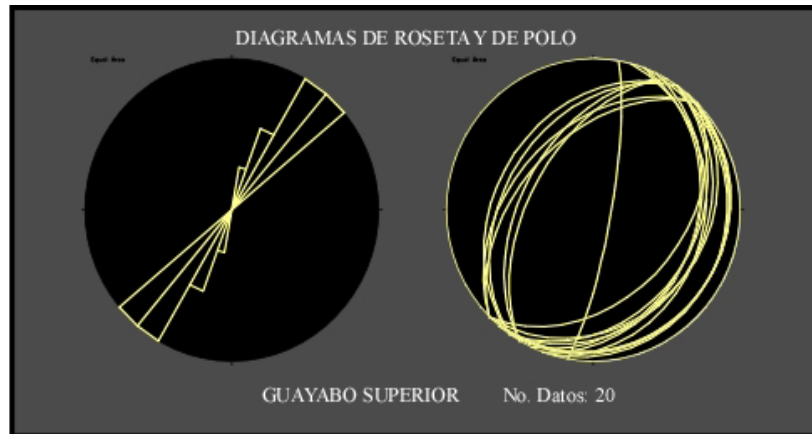 DIAGRAMAS DE ROSETA Y DE POLO
Equal Area
Equal Area
GUAYABO SUPERIOR
No. Datos: 20